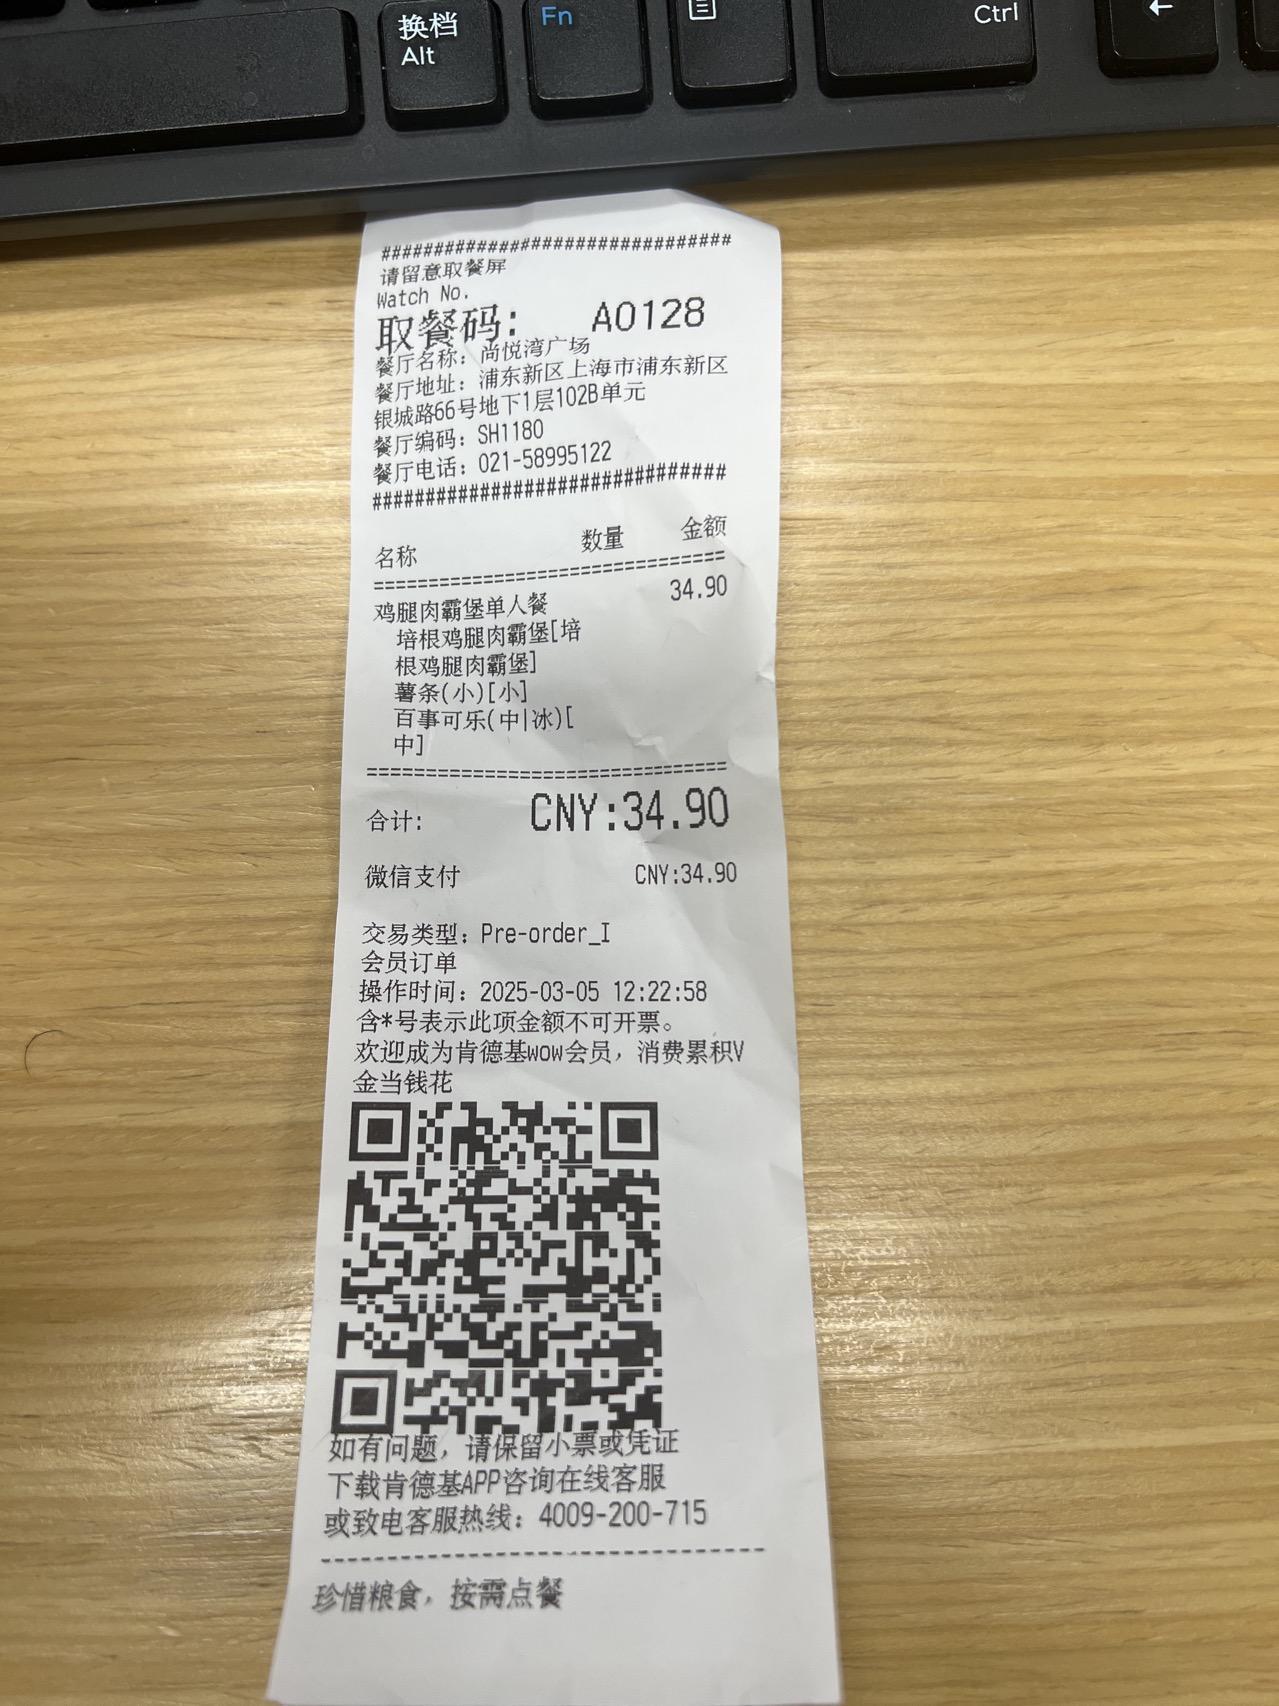 换档
Alt
Fn
Ctrl
←
################################
请留意取餐屏
Watch No.
取餐码: A0128
餐厅名称: 尚悦湾广场
餐厅地址: 浦东新区上海市浦东新区
银城路66号地下1层102B单元
餐厅编码: SH1180
餐厅电话: 021-58995122
################################
名称 数量 金额
================================
鸡腿肉霸堡单人餐 34.90
培根鸡腿肉霸堡[培
根鸡腿肉霸堡]
薯条(小)[小]
百事可乐(中|冰)[
中]
================================
合计: CNY:34.90
微信支付 CNY:34.90
交易类型: Pre-order_I
会员订单
操作时间: 2025-03-05 12:22:58
含*号表示此项金额不可开票。
欢迎成为肯德基wow会员, 消费累积V
金当钱花
如有问题, 请保留小票或凭证
下载肯德基APP咨询在线客服
或致电客服热线: 4009-200-715
--------------------------------
珍惜粮食, 按需点餐